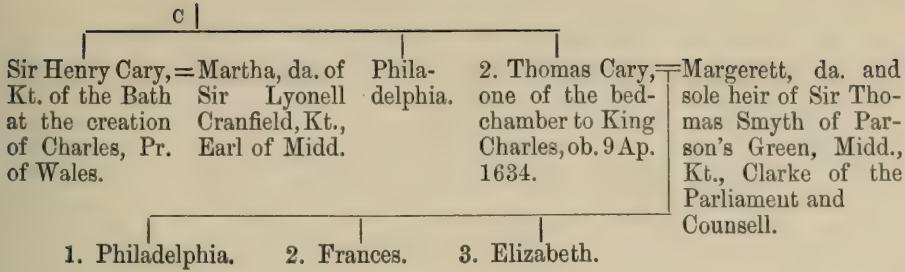 C
Sir Henry Cary,
Kt. of the Bath
at the creation
of Charles, Pr.
of Wales.
=
Martha, da. of
Sir Lyonell
Cranfield, Kt.,
Earl of Midd.
Phila-
delphia.
2. Thomas Cary,
one of the bed-
chamber to King
Charles, ob. 9 Ap.
1634.
=
Margerett, da. and
sole heir of Sir Tho-
mas Smyth of Par-
son's Green, Midd.,
Kt., Clarke of the
Parliament and
Counsell.
1. Philadelphia.
2. Frances.
3. Elizabeth.